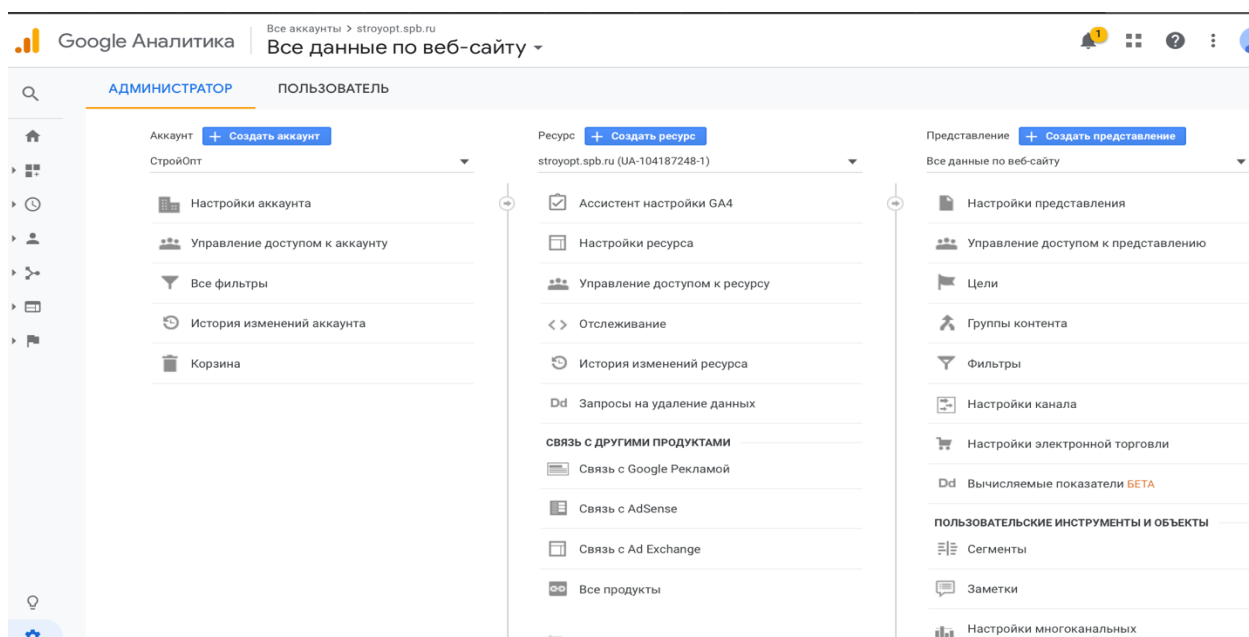 Все аккаунты > stroyopt.spb.ru
Google Аналитика
Все данные по веб-сайту
1
АДМИНИСТРАТОР
ПОЛЬЗОВАТЕЛЬ
Аккаунт
+ Создать аккаунт
СтройОпт
Настройки аккаунта
Управление доступом к аккаунту
Все фильтры
История изменений аккаунта
Корзина
Ресурс
+ Создать ресурс
stroyopt.spb.ru (UA-104187248-1)
Ассистент настройки GA4
Настройки ресурса
Управление доступом к ресурсу
Отслеживание
История изменений ресурса
Dd Запросы на удаление данных
СВЯЗЬ С ДРУГИМИ ПРОДУКТАМИ
Связь с Google Рекламой
Связь с AdSense
Связь с Ad Exchange
Все продукты
Представление
+ Создать представление
Все данные по веб-сайту
Настройки представления
Управление доступом к представлению
Цели
Группы контента
Фильтры
Настройки канала
Настройки электронной торговли
Dd Вычисляемые показатели БЕТА
ПОЛЬЗОВАТЕЛЬСКИЕ ИНСТРУМЕНТЫ И ОБЪЕКТЫ
Сегменты
Заметки
Настройки многоканальных